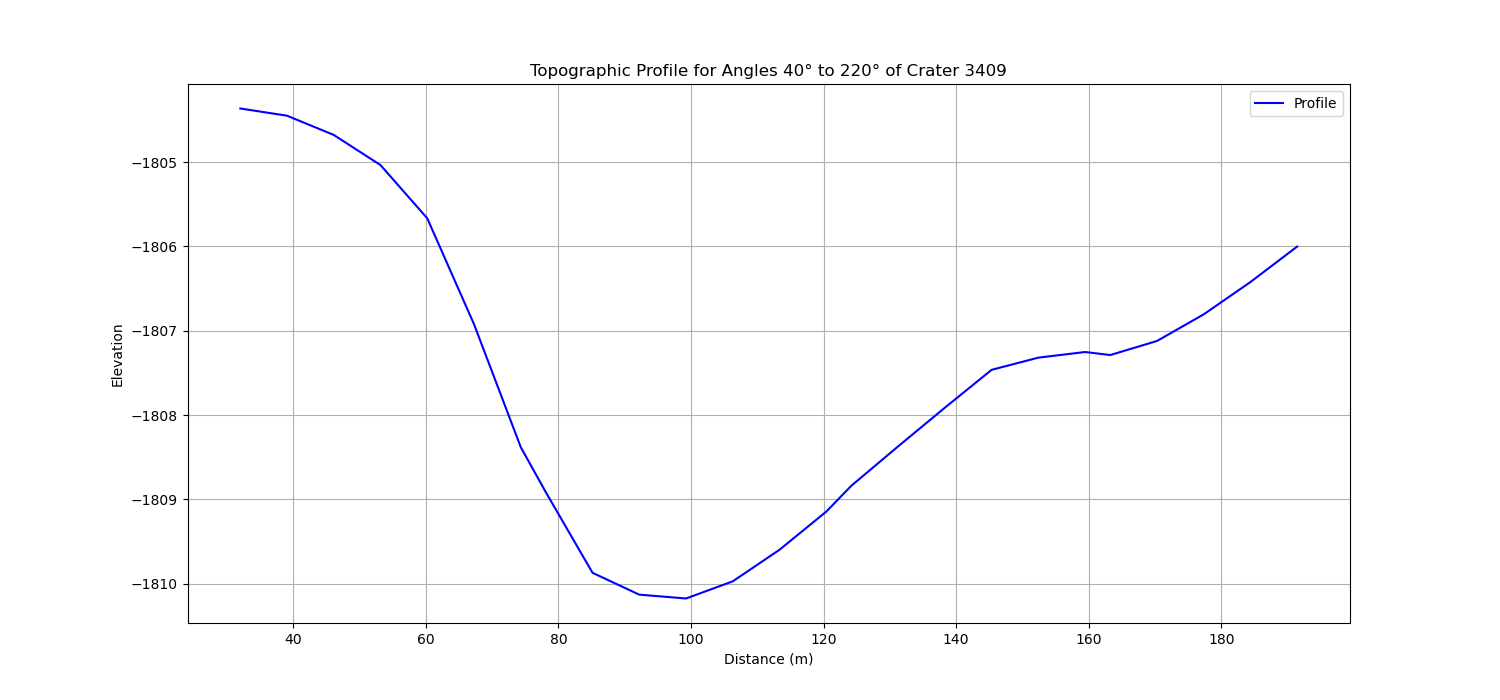 Topographic Profile for Angles 40° to 220° of Crater 3409
Profile
−1805
−1806
−1807
−1808
−1809
−1810
Elevation
40 60 80 100 120 140 160 180
Distance (m)